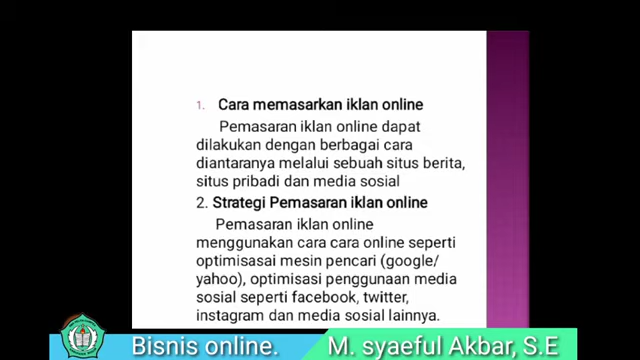 1. Cara memasarkan iklan online
Pemasaran iklan online dapat
dilakukan dengan berbagai cara
diantaranya melalui sebuah situs berita,
situs pribadi dan media sosial
2. Strategi Pemasaran iklan online
Pemasaran iklan online
menggunakan cara cara online seperti
optimisasai mesin pencari (google/
yahoo), optimisasi penggunaan media
sosial seperti facebook, twitter,
instagram dan media sosial lainnya.
Bisnis online. M. syaeful Akbar, S.E